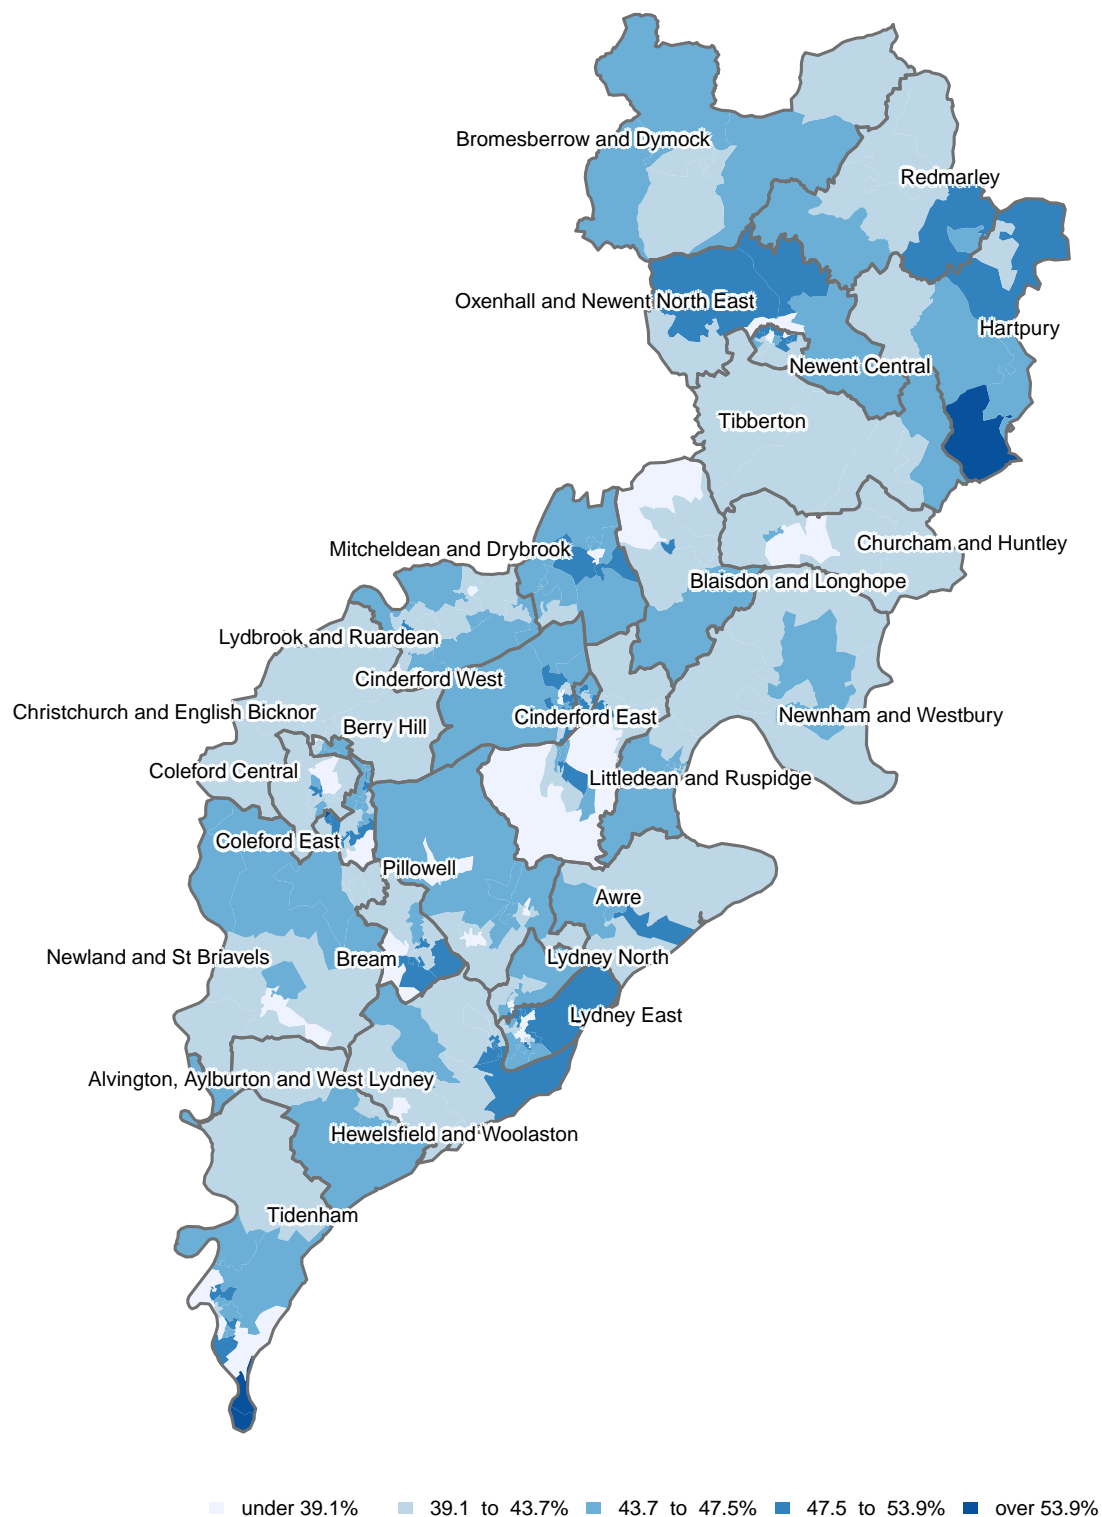 Bromesberrow and Dymock
Redmarley
Oxenhall and Newent North East
Hartpury
Newent Central
Tibberton
Churcham and Huntley
Mitcheldean and Drybrook
Blaisdon and Longhope
Lydbrook and Ruardean
Cinderford West
Christchurch and English Bicknor
Cinderford East
Newnham and Westbury
Berry Hill
Coleford Central
Littledean and Ruspidge
Coleford East
Pillowell
Awre
Newland and St Briavels
Bream
Lydney North
Lydney East
Alvington, Aylburton and West Lydney
Hewelsfield and Woolaston
Tidenham
under 39.1% 39.1 to 43.7% 43.7 to 47.5% 47.5 to 53.9% over 53.9%